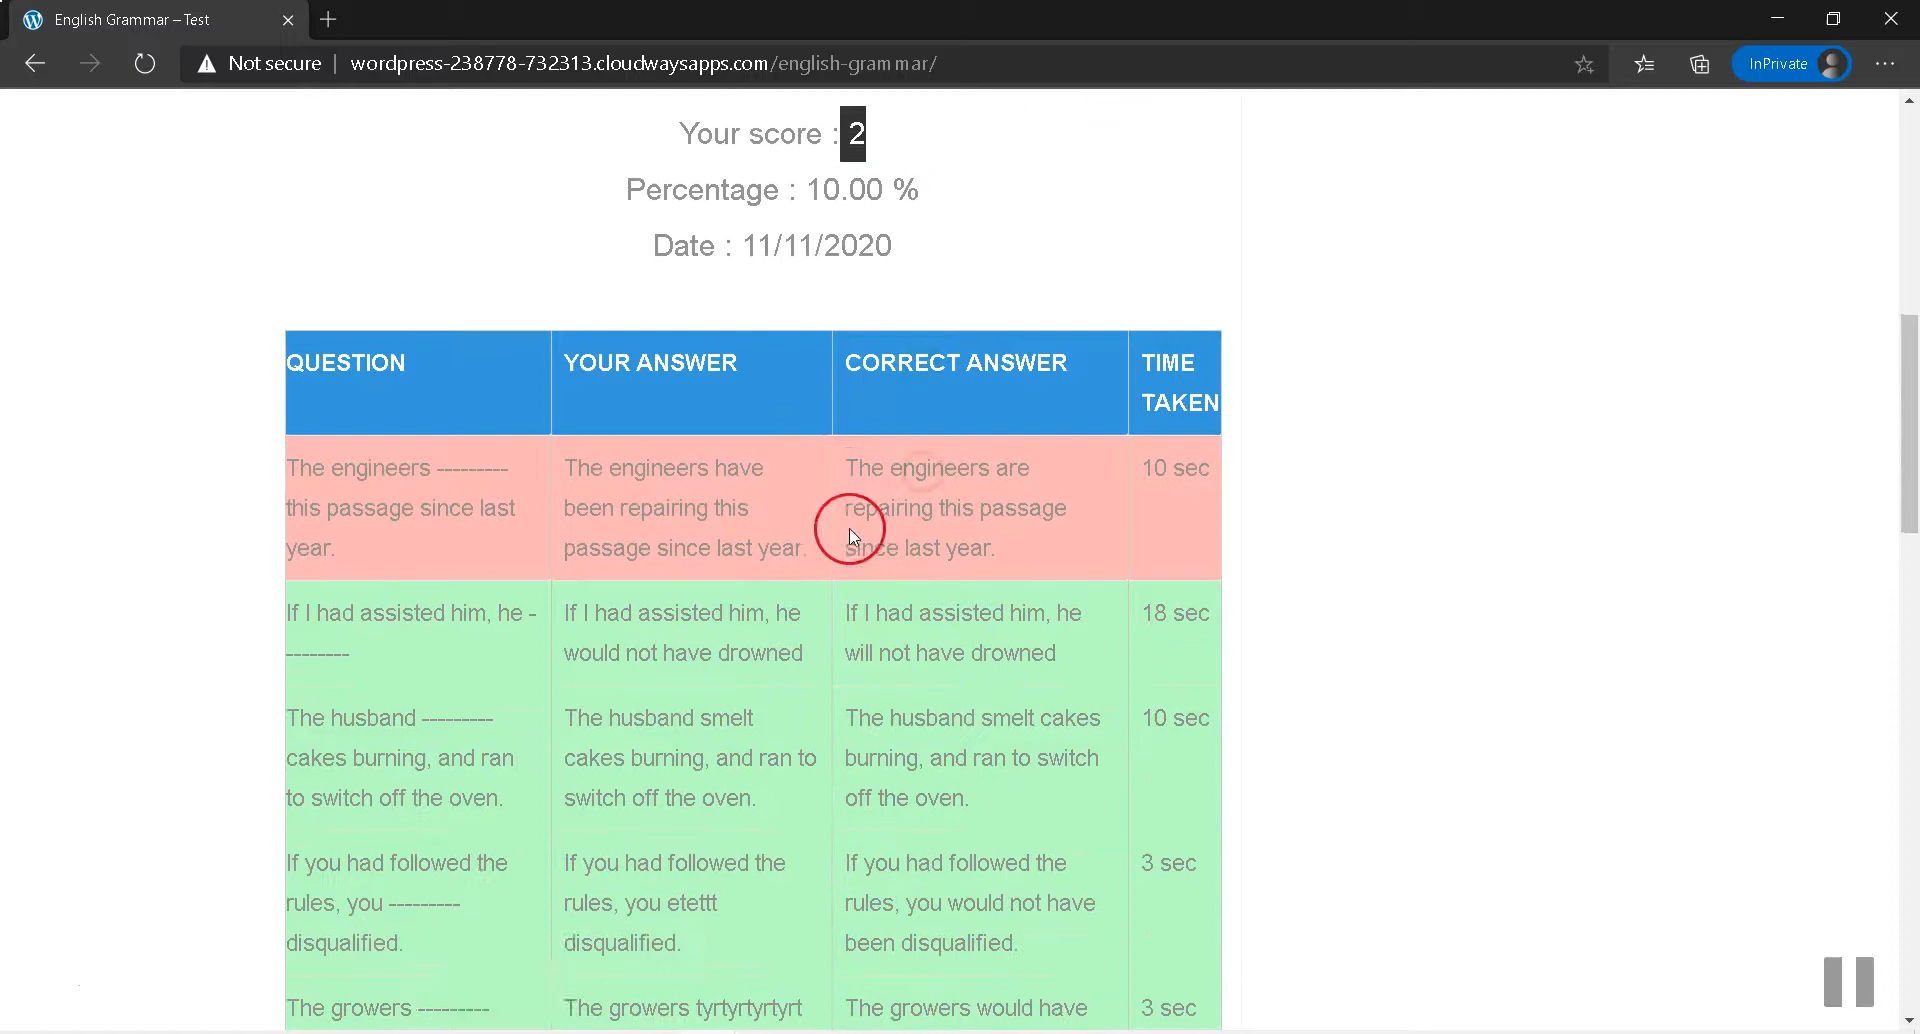 English Grammar – Test
Not secure | wordpress-238778-732313.cloudwaysapps.com/english-grammar/
InPrivate
Your score : 2
Percentage : 10.00 %
Date : 11/11/2020
QUESTION
YOUR ANSWER
CORRECT ANSWER
TIME
TAKEN
The engineers ---------
this passage since last
year.
The engineers have
been repairing this
passage since last year.
The engineers are
repairing this passage
since last year.
10 sec
If I had assisted him, he -
--------
If I had assisted him, he
would not have drowned
If I had assisted him, he
will not have drowned
18 sec
The husband ---------
cakes burning, and ran
to switch off the oven.
The husband smelt
cakes burning, and ran to
switch off the oven.
The husband smelt cakes
burning, and ran to switch
off the oven.
10 sec
If you had followed the
rules, you ---------
disqualified.
If you had followed the
rules, you etettt
disqualified.
If you had followed the
rules, you would not have
been disqualified.
3 sec
The growers ---------
The growers tyrtyrtyrtyrt
The growers would have
3 sec